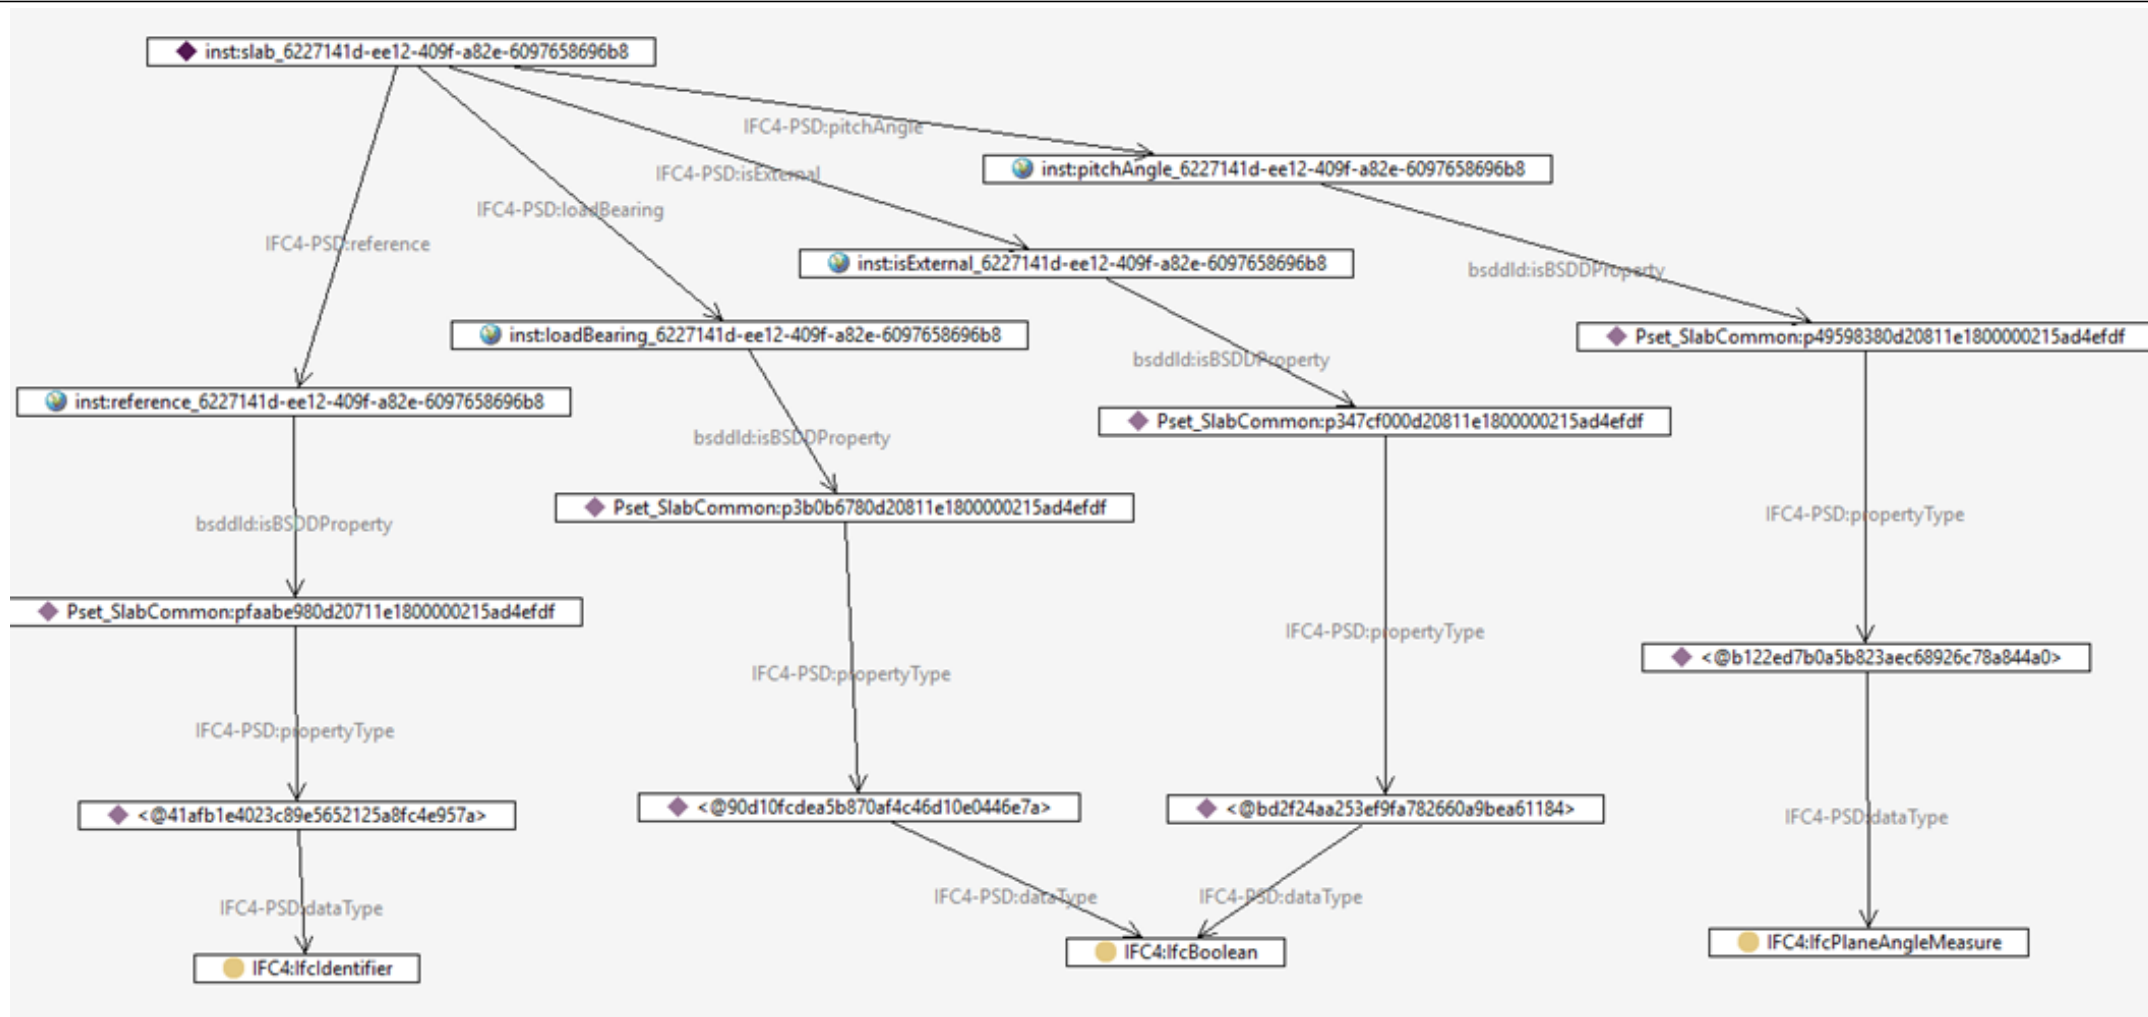 inst:slab_6227141d-ee12-409f-a82e-6097658696b8
IFC4-PSD:pitchAngle
inst:pitchAngle_6227141d-ee12-409f-a82e-6097658696b8
IFC4-PSD:isExternal
IFC4-PSD:loadBearing
IFC4-PSD:reference
inst:isExternal_6227141d-ee12-409f-a82e-6097658696b8
bsddId:isBSDDProperty
inst:loadBearing_6227141d-ee12-409f-a82e-6097658696b8
Pset_SlabCommon:p49598380d20811e1800000215ad4efdf
bsddId:isBSDDProperty
inst:reference_6227141d-ee12-409f-a82e-6097658696b8
Pset_SlabCommon:p347cf000d20811e1800000215ad4efdf
bsddId:isBSDDProperty
Pset_SlabCommon:p3b0b6780d20811e1800000215ad4efdf
IFC4-PSD:propertyType
bsddId:isBSDDProperty
Pset_SlabCommon:pfaabe980d20711e1800000215ad4efdf
IFC4-PSD:propertyType
<@b122ed7b0a5b823aec68926c78a844a0>
IFC4-PSD:propertyType
IFC4-PSD:propertyType
<@90d10fcdea5b870af4c46d10e0446e7a>
<@bd2f24aa253ef9fa782660a9bea61184>
<@41afb1e4023c89e5652125a8fc4e957a>
IFC4-PSD:dataType
IFC4-PSD:dataType
IFC4-PSD:dataType
IFC4-PSD:dataType
IFC4:IfcPlaneAngleMeasure
IFC4:IfcBoolean
IFC4:IfcIdentifier